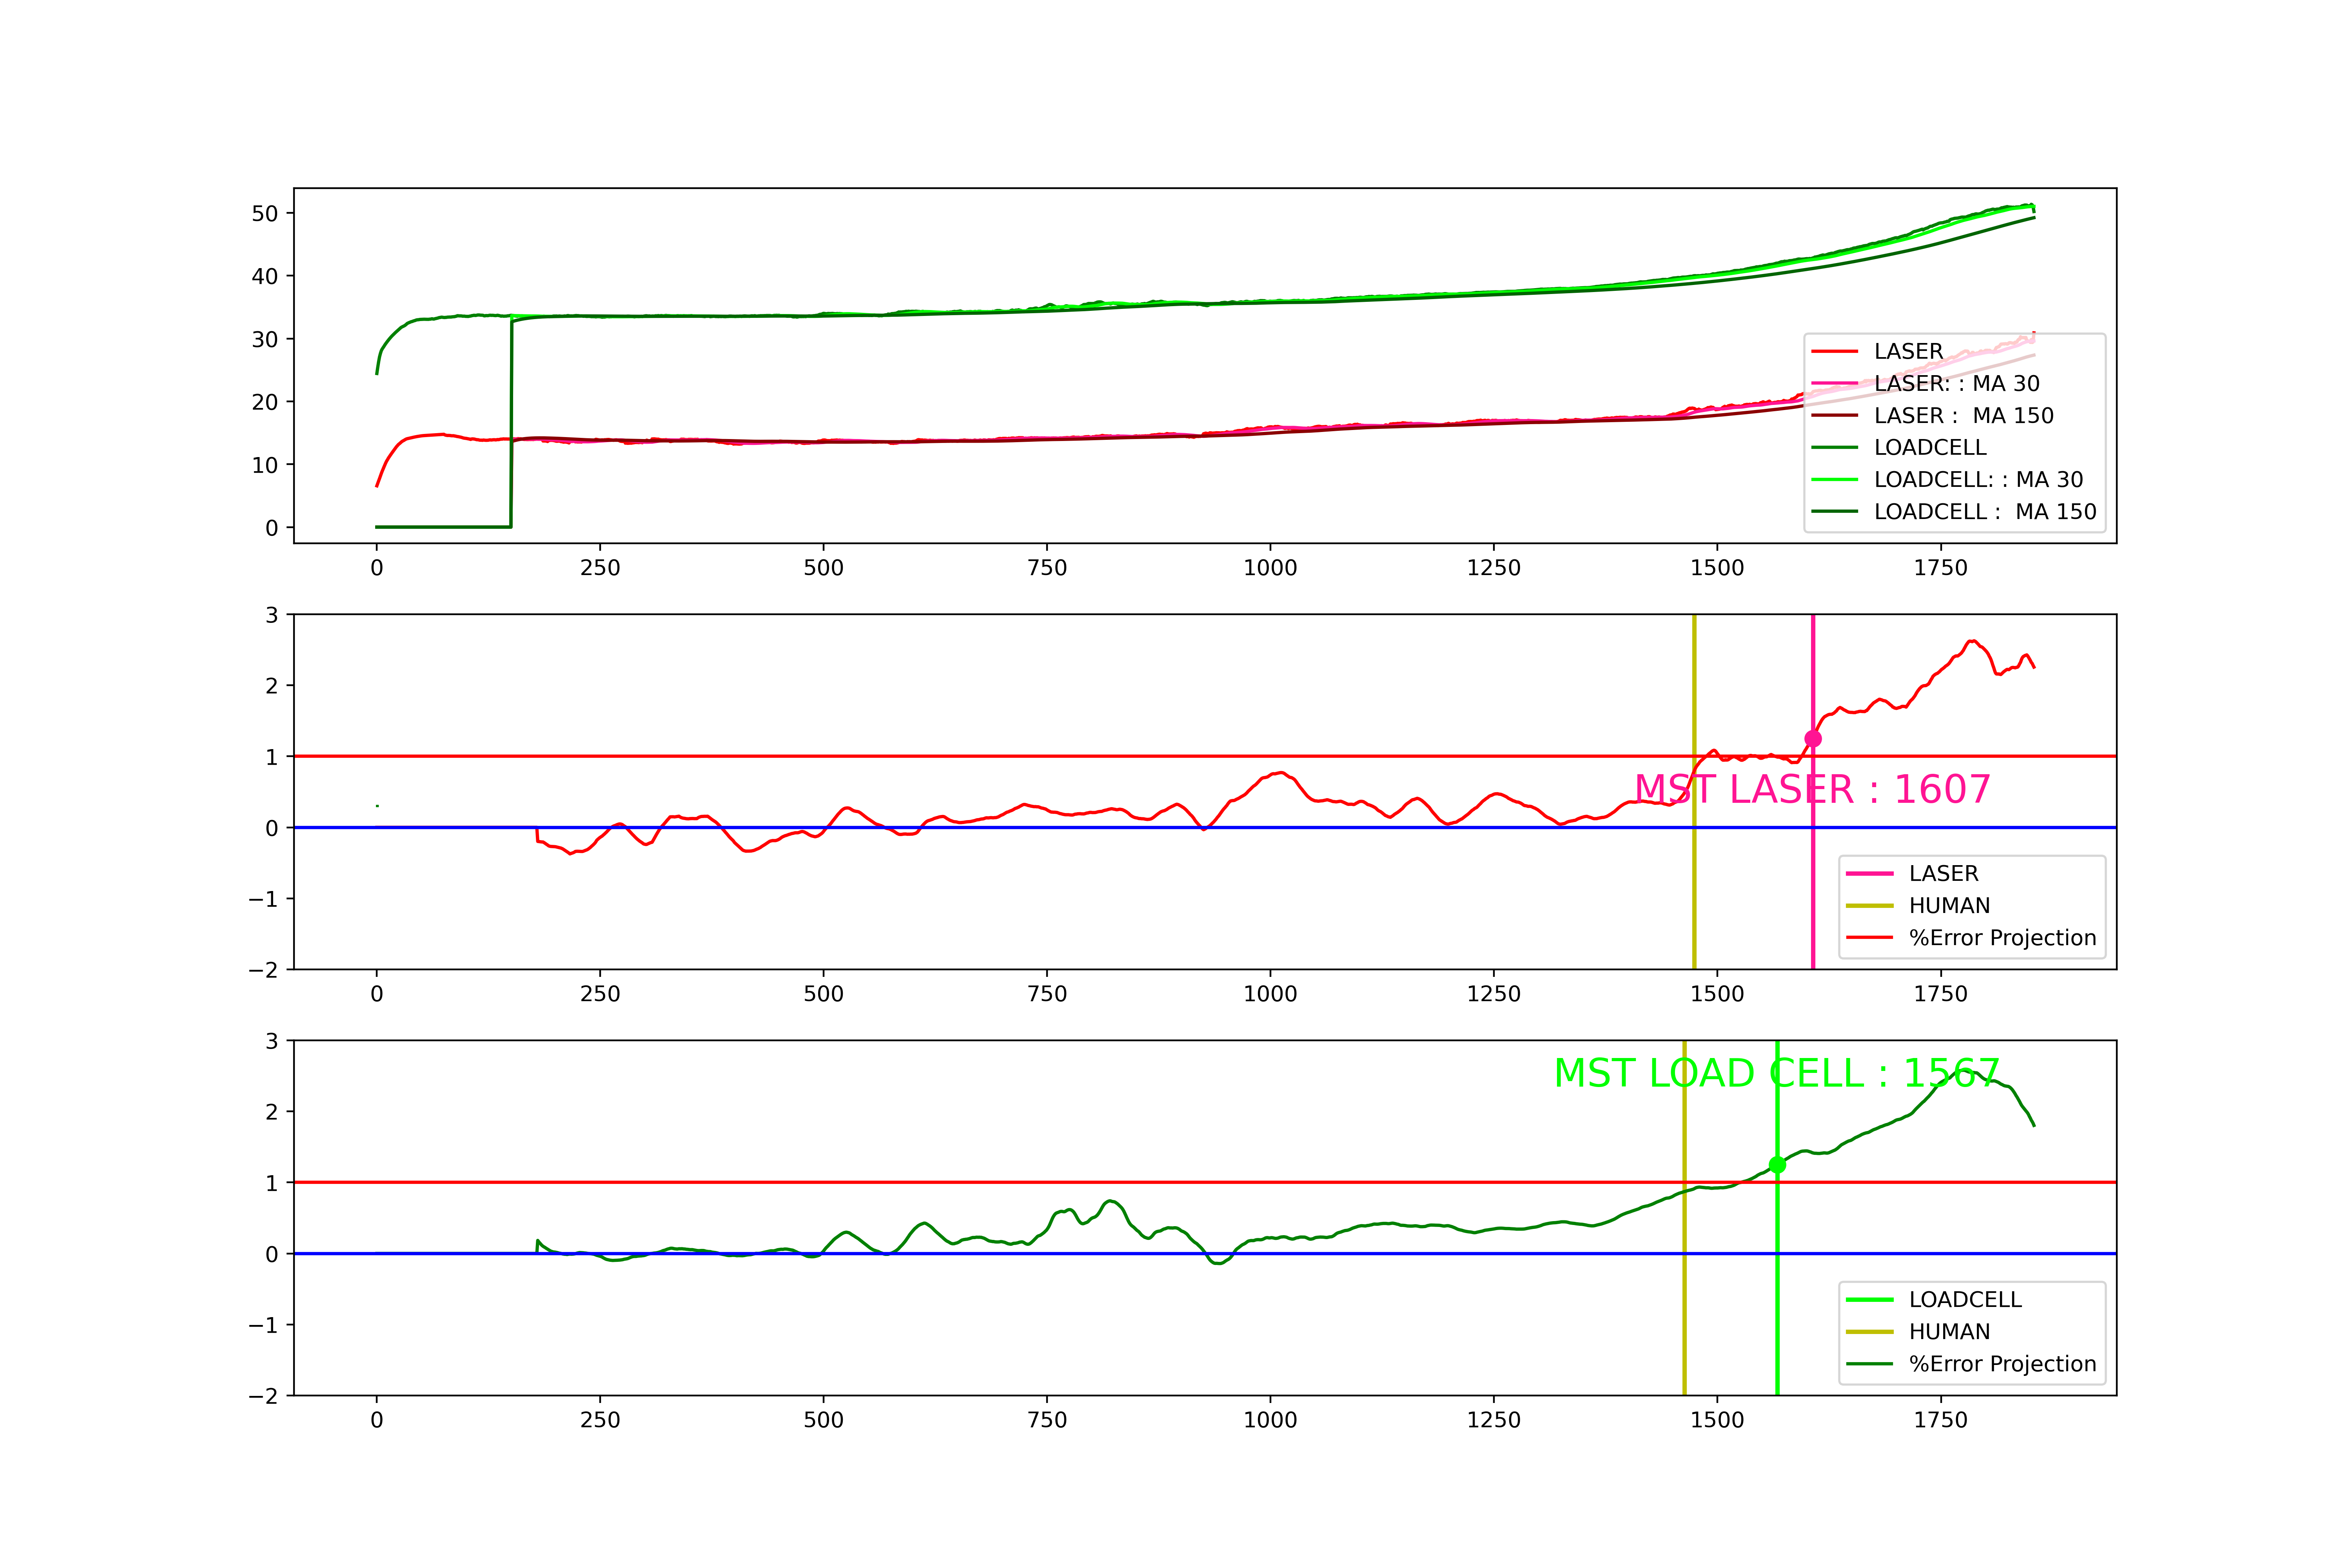 50
40
30
20
10
0
LASER
LASER: : MA 30
LASER :  MA 150
LOADCELL
LOADCELL: : MA 30
LOADCELL :  MA 150
0 250 500 750 1000 1250 1500 1750
3
2
1
0
−1
−2
MST LASER : 1607
LASER
HUMAN
%Error Projection
0 250 500 750 1000 1250 1500 1750
3
2
1
0
−1
−2
MST LOAD CELL : 1567
LOADCELL
HUMAN
%Error Projection
0 250 500 750 1000 1250 1500 1750